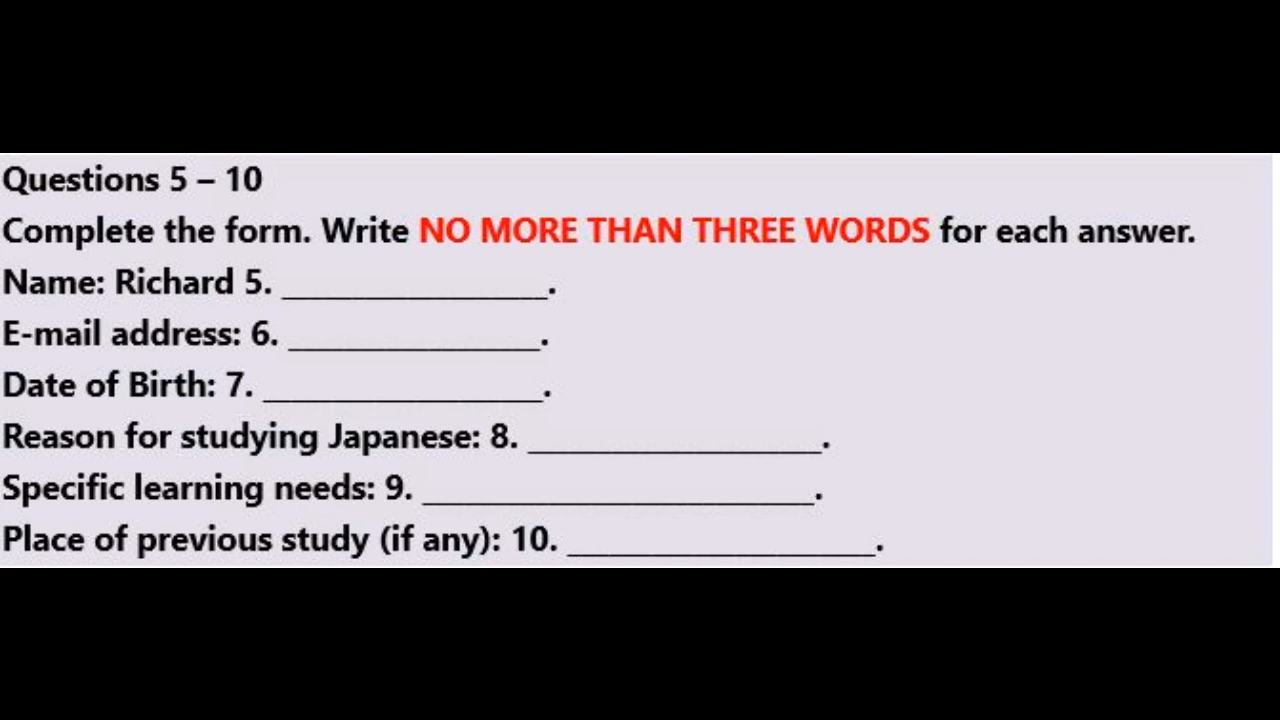 Questions 5 – 10
Complete the form. Write NO MORE THAN THREE WORDS for each answer.
Name: Richard 5. ________________.
E-mail address: 6. _______________.
Date of Birth: 7. _________________.
Reason for studying Japanese: 8. __________________.
Specific learning needs: 9. ________________________.
Place of previous study (if any): 10. ___________________.